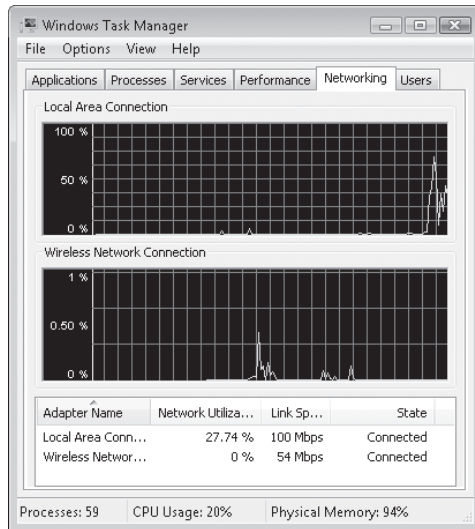 Windows Task Manager
File Options View Help
Applications Processes Services Performance Networking Users
Local Area Connection
100 %
50 %
0 %
Wireless Network Connection
1 %
0.50 %
0 %
Adapter Name Network Utiliza... Link Sp... State
Local Area Conn... 27.74 % 100 Mbps Connected
Wireless Networ... 0 % 54 Mbps Connected
Processes: 59 CPU Usage: 20% Physical Memory: 94%